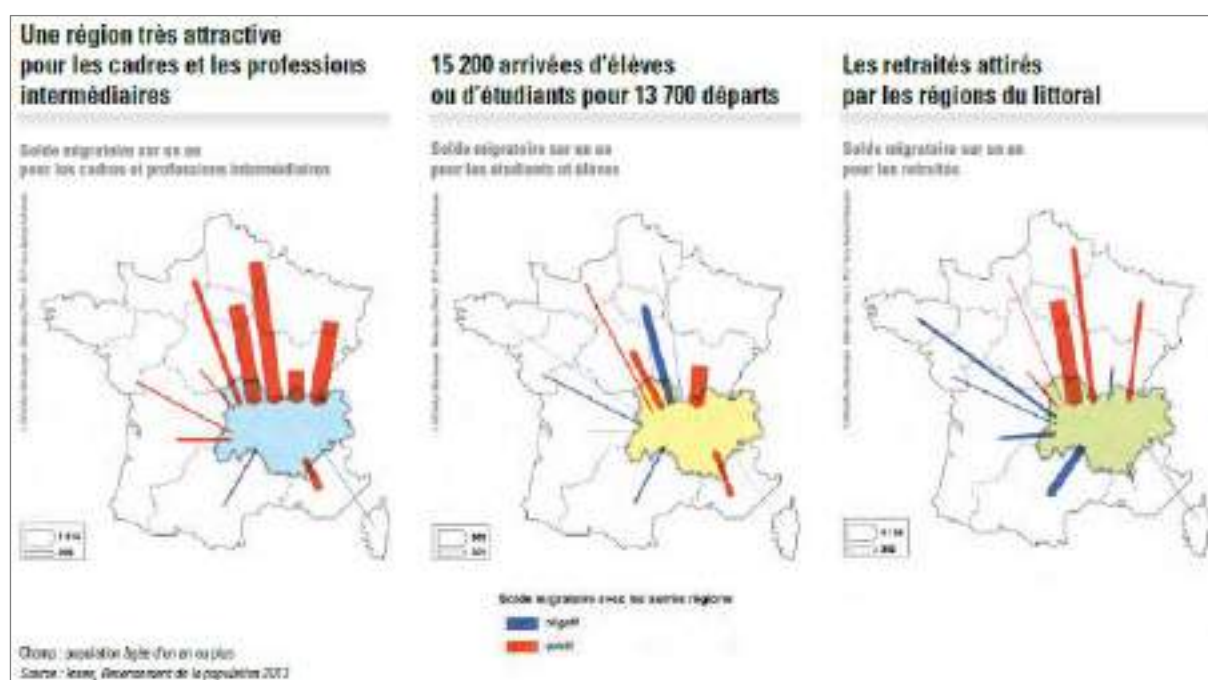 Une région très attractive
pour les cadres et les professions
intermédiaires
Solde migratoire sur un an
pour les cadres et professions intermédiaires
15 200 arrivées d'élèves
ou d'étudiants pour 13 700 départs
Solde migratoire sur un an
pour les étudiants et élèves
Les retraités attirés
par les régions du littoral
Solde migratoire sur un an
pour les retraités
Solde migratoire avec les autres régions
négatif
positif
Champ : population âgée d'un an ou plus
Source : Insee, Recensement de la population 2013